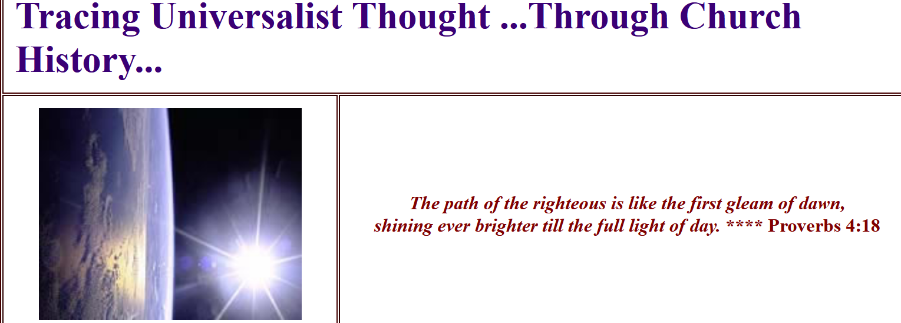 Tracing Universalist Thought ...Through Church
History...
The path of the righteous is like the first gleam of dawn,
shining ever brighter till the full light of day. **** Proverbs 4:18